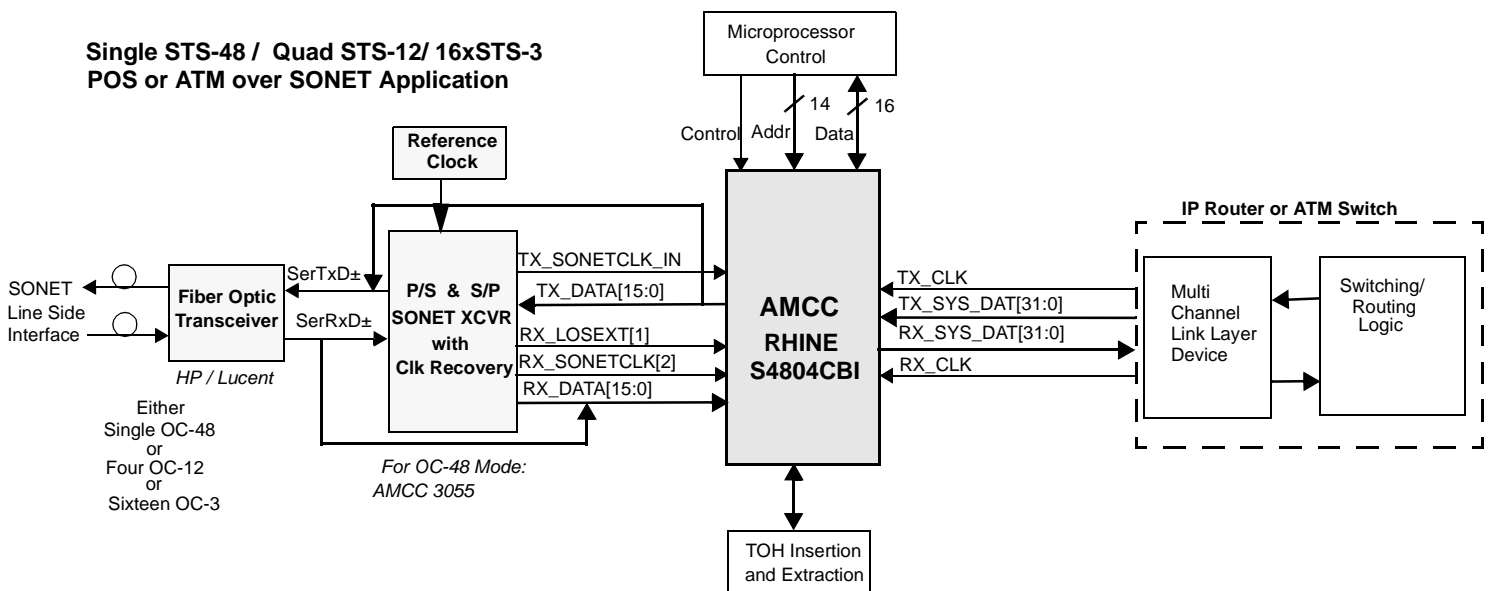 Single STS-48 / Quad STS-12/ 16xSTS-3
POS or ATM over SONET Application
Microprocessor
Control
14
16
Control
Addr
Data
Reference
Clock
IP Router or ATM Switch
SerTxD±
TX_SONETCLK_IN
TX_CLK
SONET
Line Side
Interface
Fiber Optic
Transceiver
P/S & S/P
SONET XCVR
with
Clk Recovery
TX_DATA[15:0]
AMCC
RHINE
S4804CBI
TX_SYS_DAT[31:0]
Multi
Channel
Link Layer
Device
Switching/
Routing
Logic
SerRxD±
RX_LOSEXT[1]
RX_SYS_DAT[31:0]
RX_SONETCLK[2]
RX_CLK
RX_DATA[15:0]
HP / Lucent
Either
Single OC-48
or
Four OC-12
or
Sixteen OC-3
For OC-48 Mode:
AMCC 3055
TOH Insertion
and Extraction